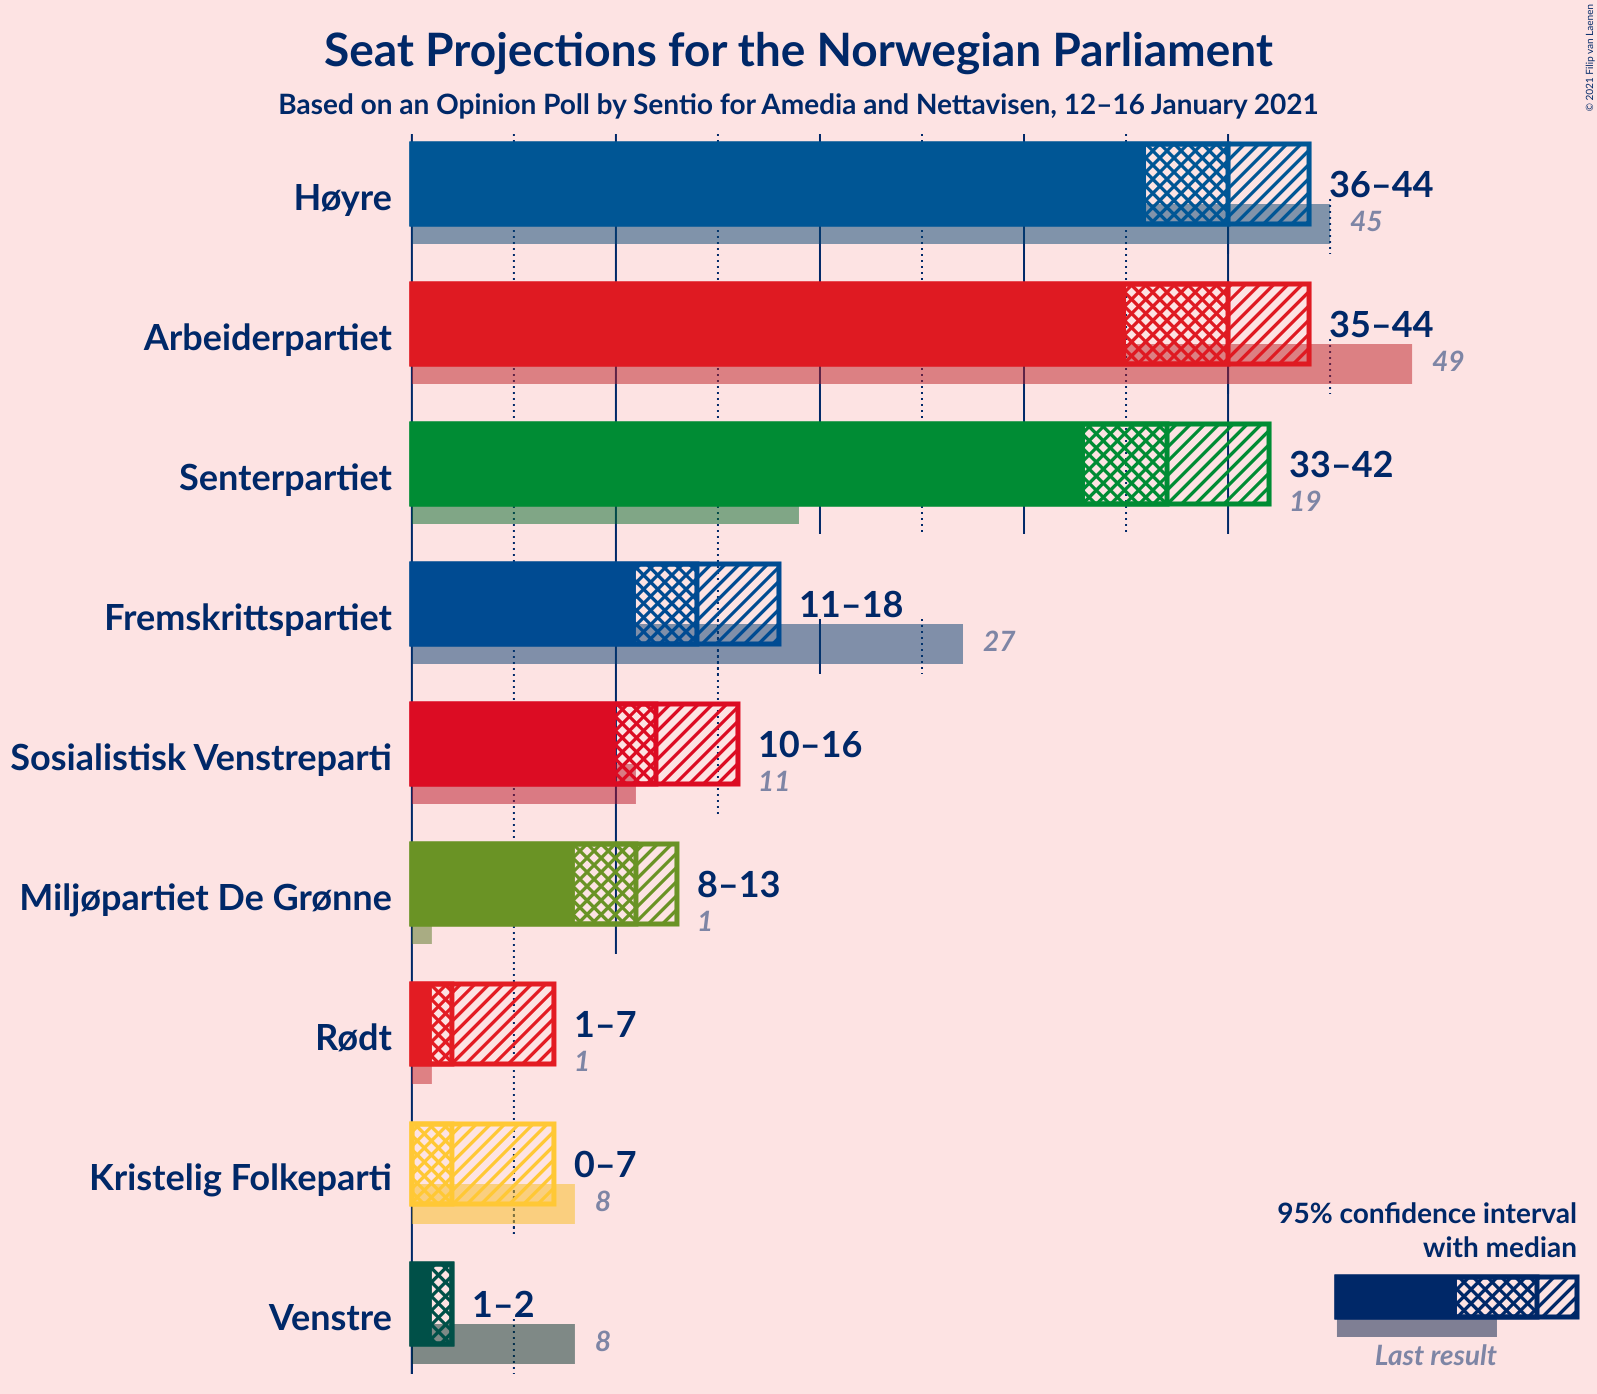 Seat Projections for the Norwegian Parliament
Based on an Opinion Poll by Sentio for Amedia and Nettavisen, 12–16 January 2021
© 2021 Filip van Laenen
Høyre
36–44
45
Arbeiderpartiet
35–44
49
Senterpartiet
33–42
19
Fremskrittspartiet
11–18
27
Sosialistisk Venstreparti
10–16
11
Miljøpartiet De Grønne
8–13
1
Rødt
1–7
1
Kristelig Folkeparti
0–7
8
Venstre
1–2
8
95% confidence interval
with median
Last result